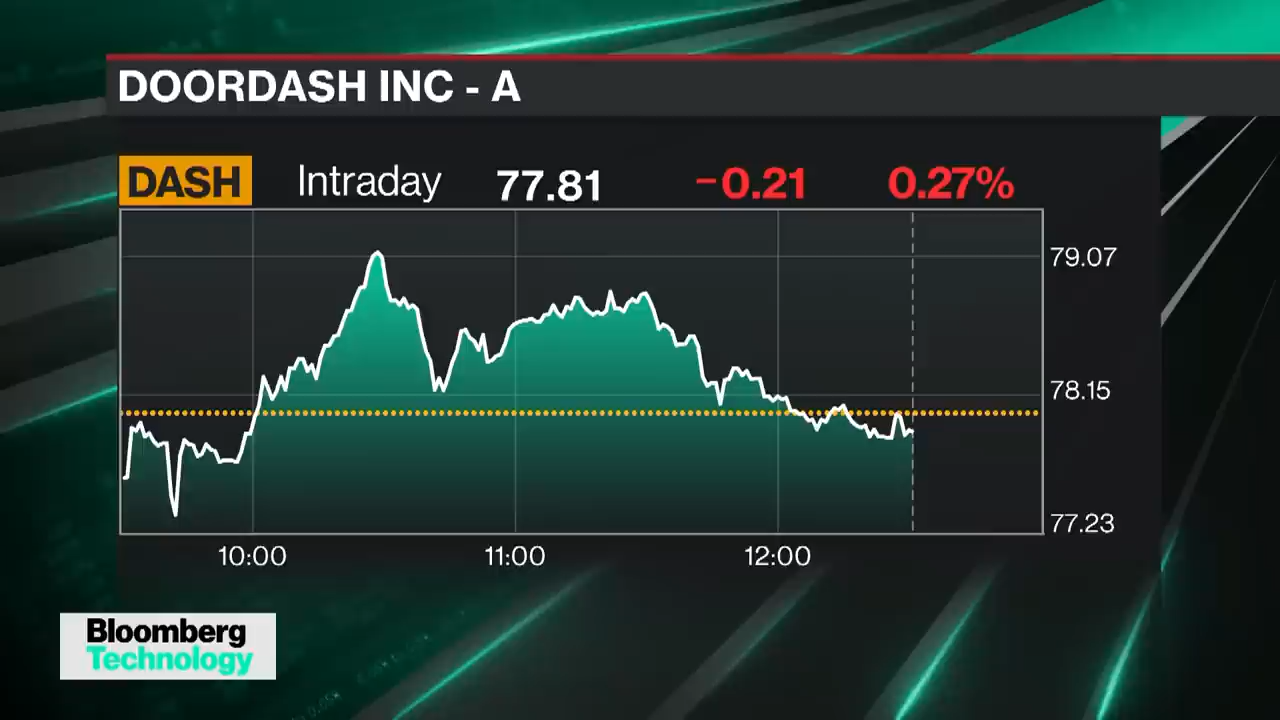 DOORDASH INC - A
DASH Intraday 77.81 -0.21 0.27%
79.07
78.15
77.23
10:00 11:00 12:00
Bloomberg
Technology